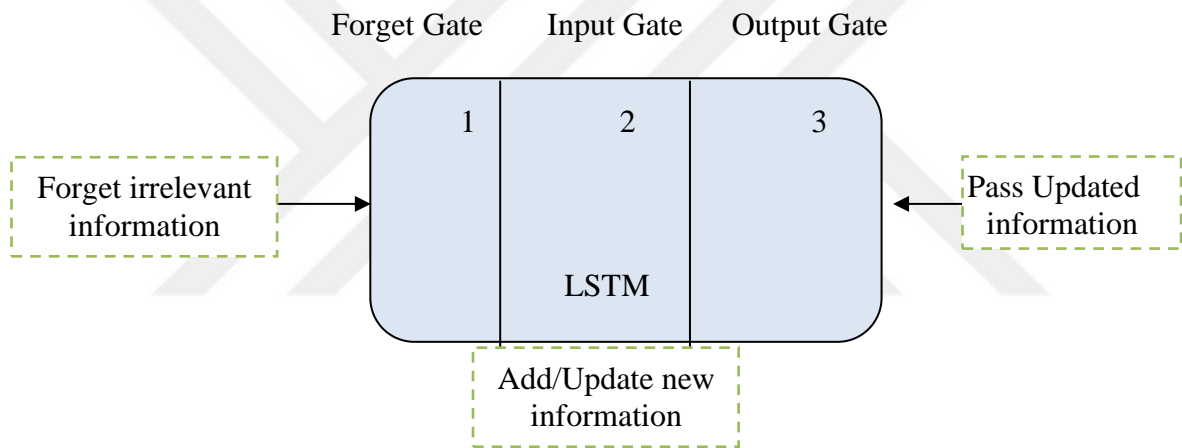 Forget Gate Input Gate Output Gate
1 2 3
Forget irrelevant
information
Pass Updated
information
LSTM
Add/Update new
information